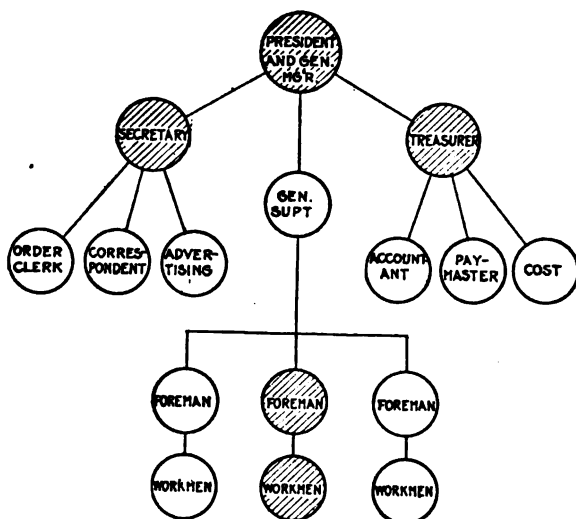 PRESIDENT
AND GEN.
MG'R.
SECRETARY
TREASURER
GEN.
SUPT
ORDER
CLERK
CORRES-
PONDENT
ADVER-
TISING
ACCOUNT
ANT
PAY-
MASTER
COST
FOREMAN
FOREMAN
FOREMAN
WORKMEN
WORKMEN
WORKMEN